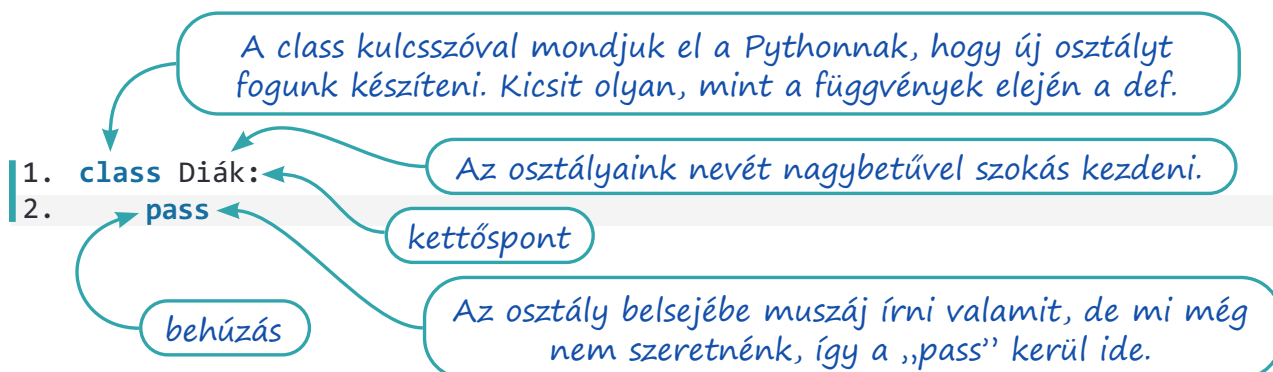 A class kulcsszóval mondjuk el a Pythonnak, hogy új osztályt
fogunk készíteni. Kicsit olyan, mint a függvények elején a def.
1. class Diák:
Az osztályaink nevét nagybetűvel szokás kezdeni.
2. pass
kettőspont
behúzás
Az osztály belsejébe muszáj írni valamit, de mi még
nem szeretnénk, így a „pass” kerül ide.